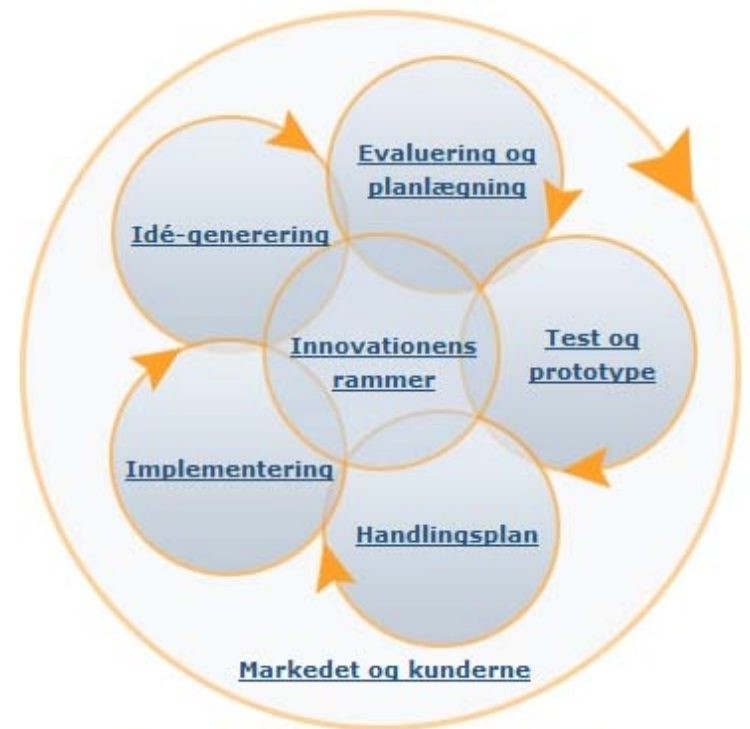 Evaluering og
planlægning
Idé-generering
Innovationens
rammer
Test og
prototype
Implementering
Handlingsplan
Markedet og kunderne